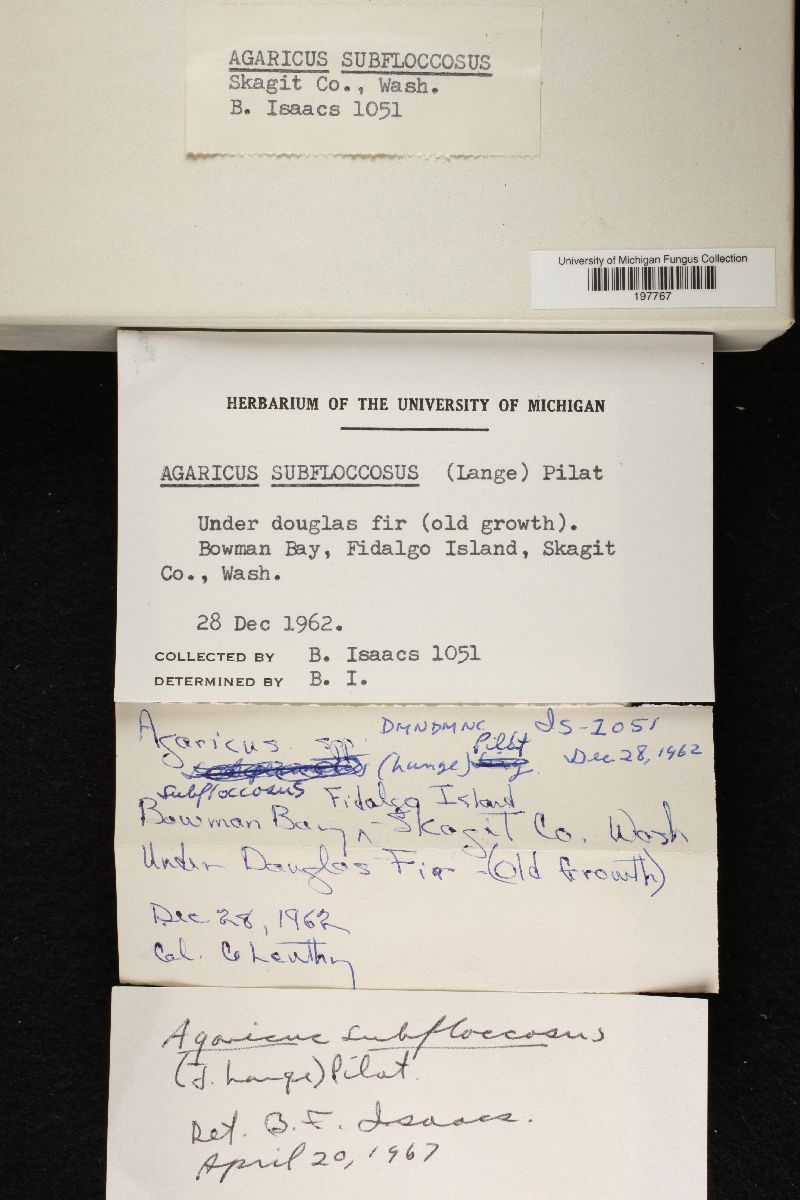 AGARICUS SUBFLOCCOSUS
Skagit Co., Wash.
B. Isaacs 1051
University of Michigan Fungus Collection
197767
HERBARIUM OF THE UNIVERSITY OF MICHIGAN
AGARICUS SUBFLOCCOSUS (Lange) Pilat
Under douglas fir (old growth).
Bowman Bay, Fidalgo Island, Skagit
Co., Wash.
28 Dec 1962.
COLLECTED BY B. Isaacs 1051
DETERMINED BY B. I.
Agaricus spp. DMNDMNC IS-1051
(Lange) Pilat Dec 28, 1962
subfloccosus Fidalgo Island
Bowman Bay ^ Skagit Co. Wash
Under Douglas Fir - (Old Growth)
Dec 28, 1962
Col. C Leuthy
Agaricus subfloccosus
(J. Lange) Pilat.
Det. B. F. Isaacs.
April 20, 1967